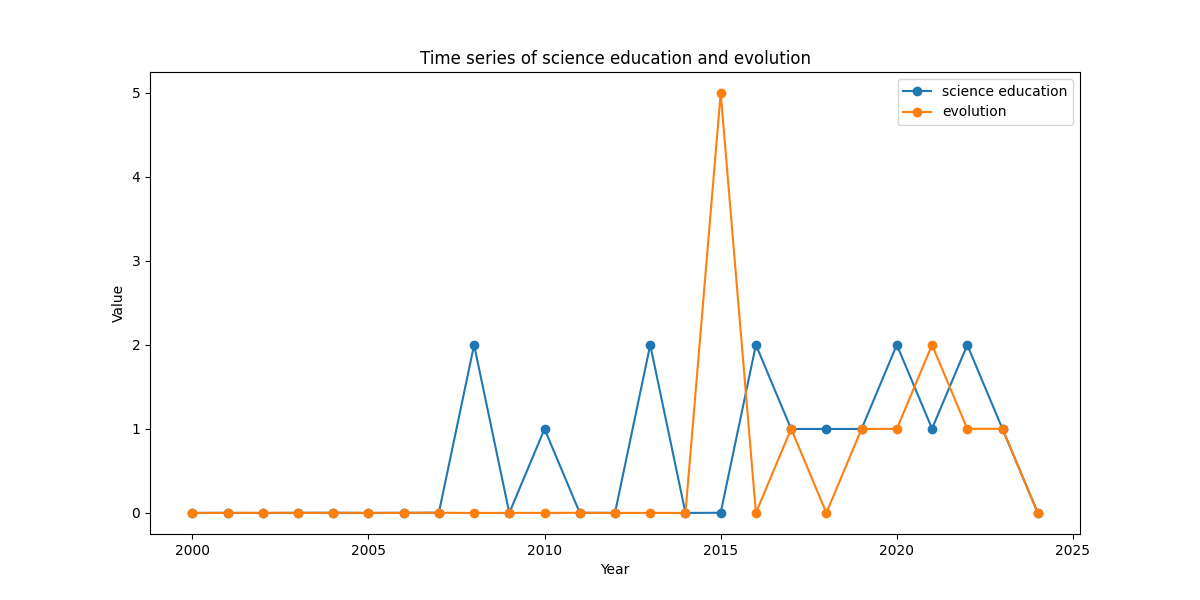 Time series of science education and evolution
science education
evolution
Value
5
4
3
2
1
0
2000 2005 2010 2015 2020 2025
Year